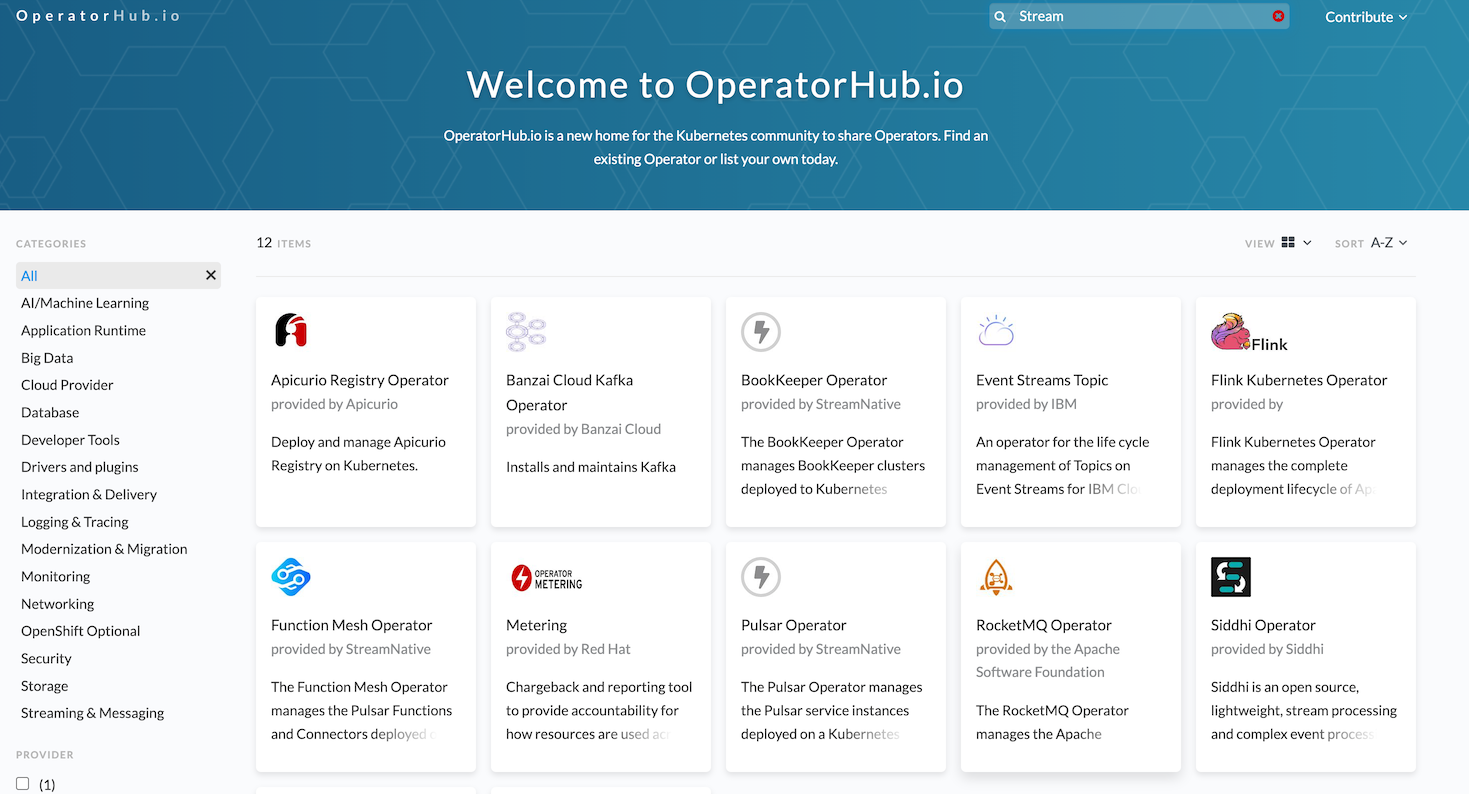 OperatorHub.io
Stream
Contribute
Welcome to OperatorHub.io
OperatorHub.io is a new home for the Kubernetes community to share Operators. Find an
existing Operator or list your own today.
CATEGORIES
All
AI/Machine Learning
Application Runtime
Big Data
Cloud Provider
Database
Developer Tools
Drivers and plugins
Integration & Delivery
Logging & Tracing
Modernization & Migration
Monitoring
Networking
OpenShift Optional
Security
Storage
Streaming & Messaging
PROVIDER
(1)
12 ITEMS
VIEW
SORT A-Z
Apicurio Registry Operator
provided by Apicurio
Deploy and manage Apicurio
Registry on Kubernetes.
Banzai Cloud Kafka
Operator
provided by Banzai Cloud
Installs and maintains Kafka
BookKeeper Operator
provided by StreamNative
The BookKeeper Operator
manages BookKeeper clusters
deployed to Kubernetes
Event Streams Topic
provided by IBM
An operator for the life cycle
management of Topics on
Event Streams for IBM Clo
Flink
Flink Kubernetes Operator
provided by
Flink Kubernetes Operator
manages the complete
deployment lifecycle of Ap
Function Mesh Operator
provided by StreamNative
The Function Mesh Operator
manages the Pulsar Functions
and Connectors deployed
OPERATOR
METERING
Metering
provided by Red Hat
Chargeback and reporting tool
to provide accountability for
how resources are used ac
Pulsar Operator
provided by StreamNative
The Pulsar Operator manages
the Pulsar service instances
deployed on a Kubernetes
RocketMQ Operator
provided by the Apache
Software Foundation
The RocketMQ Operator
manages the Apache
Siddhi Operator
provided by Siddhi
Siddhi is an open source,
lightweight, stream processing
and complex event process